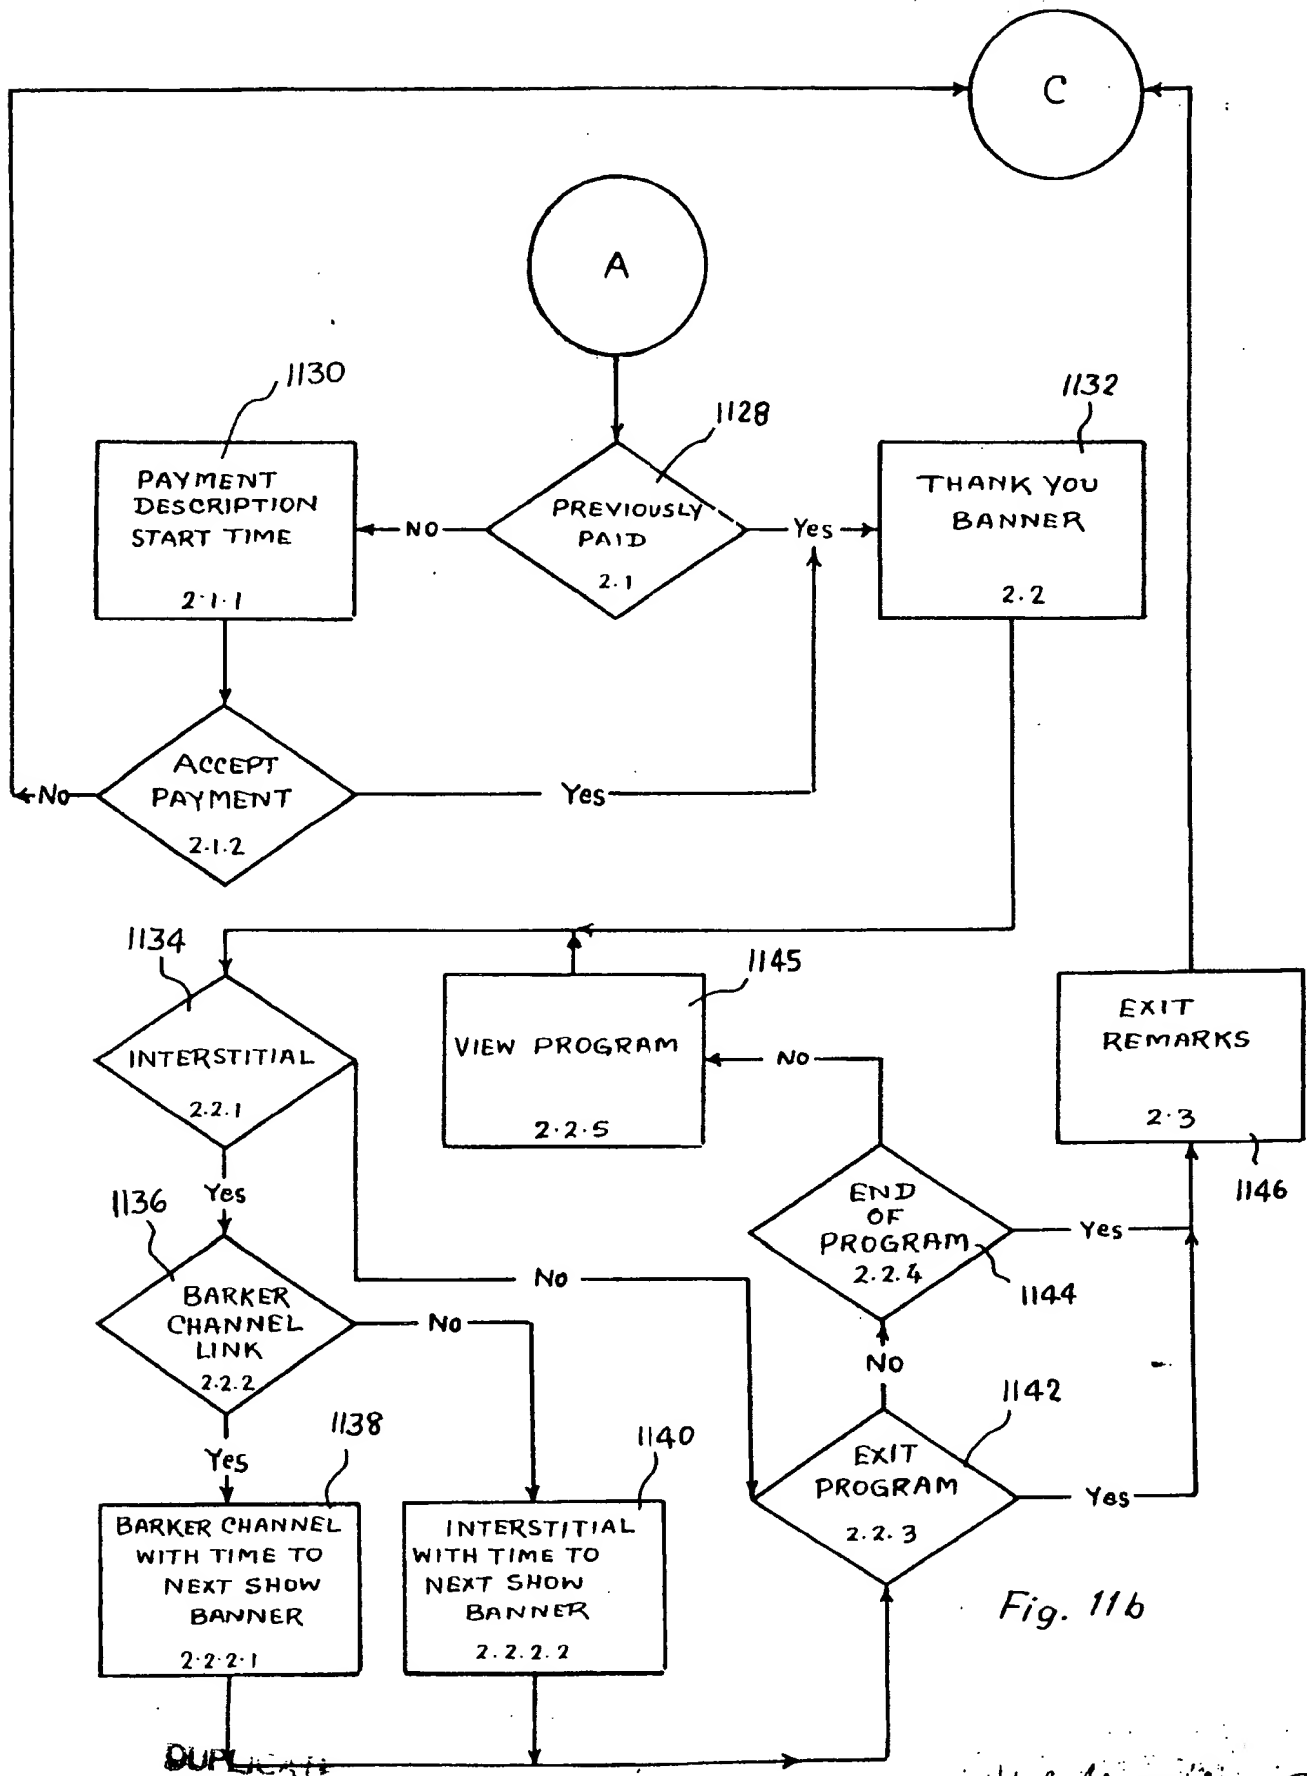 C
A
1130
1128
1132
PAYMENT
DESCRIPTION
START TIME
2.1.1
NO
PREVIOUSLY
PAID
2.1
Yes
THANK YOU
BANNER
2.2
ACCEPT
PAYMENT
2.1.2
No
Yes
1134
INTERSTITIAL
2.2.1
Yes
1145
VIEW PROGRAM
2.2.5
NO
EXIT
REMARKS
2.3
1146
END
OF
PROGRAM
2.2.4
Yes
1144
1136
BARKER
CHANNEL
LINK
2.2.2
No
No
NO
Yes
1138
BARKER CHANNEL
WITH TIME TO
NEXT SHOW
BANNER
2.2.2.1
1140
INTERSTITIAL
WITH TIME TO
NEXT SHOW
BANNER
2.2.2.2
1142
EXIT
PROGRAM
2.2.3
Yes
Fig. 11b